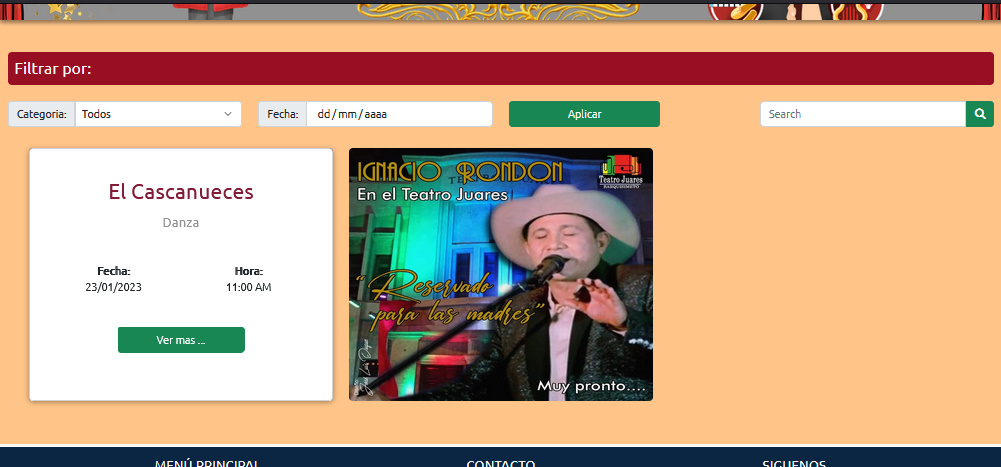 Filtrar por:
Categoria: Todos
Fecha: dd/mm/aaaa
Aplicar
Search
El Cascanueces
Danza
Fecha:
Hora:
23/01/2023
11:00 AM
Ver mas ...
IGNACIO RONDON
En el Teatro Juares
Teatro Juares
BARQUISIMETO
"Reservado
para las madres"
Muy pronto....
MENÚ PRINCIPAL
CONTACTO
SIGUENOS